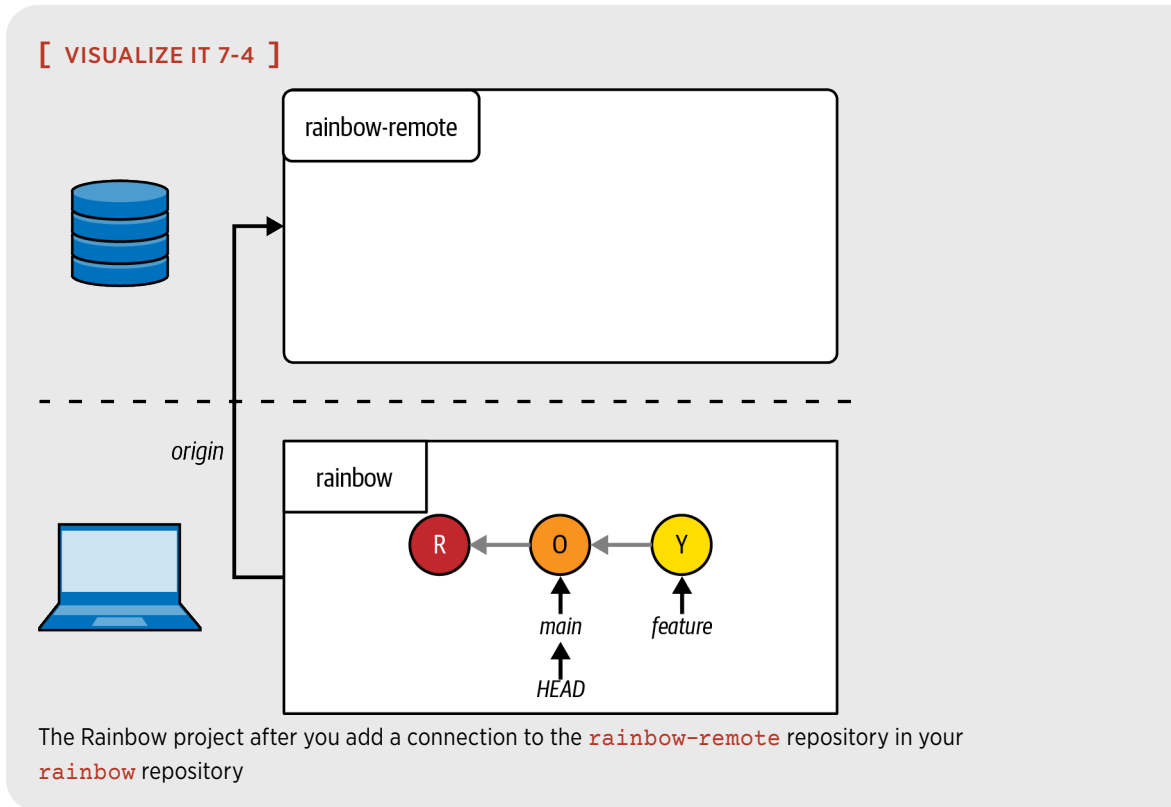 [ VISUALIZE IT 7-4 ]
rainbow-remote
origin
rainbow
R O Y
main feature
HEAD
The Rainbow project after you add a connection to the rainbow-remote repository in your
rainbow repository